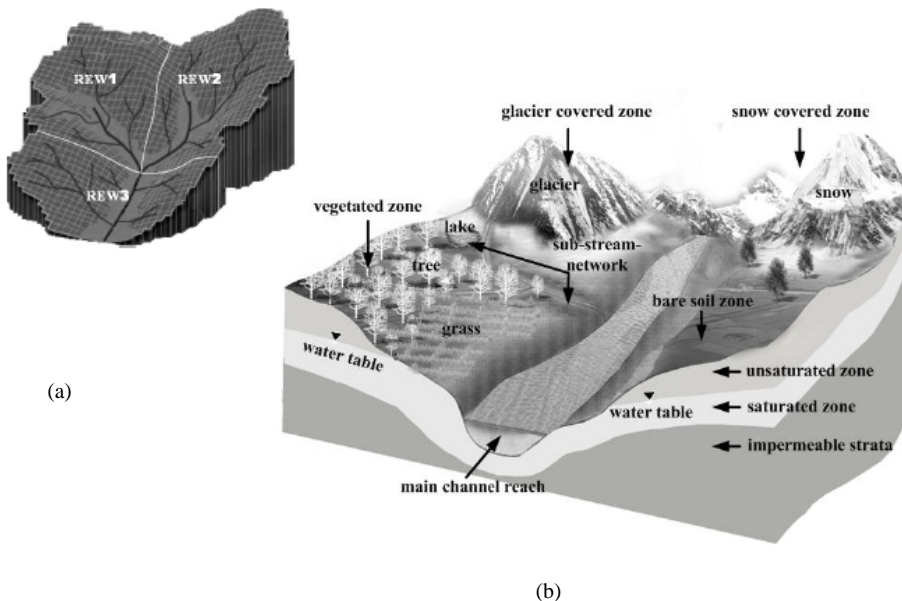 REW1
REW2
REW3
(a)
glacier covered zone
snow covered zone
glacier
snow
vegetated zone
lake
sub-stream-
network
tree
bare soil zone
grass
water table
unsaturated zone
water table
saturated zone
impermeable strata
main channel reach
(b)